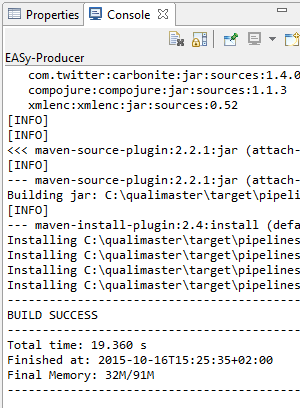 Properties Console
EASy-Producer
com.twitter:carbonite:jar:sources:1.4.0
compojure:compojure:jar:sources:1.1.3
xmlenc:xmlenc:jar:sources:0.52
[INFO]
[INFO]
<<< maven-source-plugin:2.2.1:jar (attach-
[INFO]
--- maven-source-plugin:2.2.1:jar (attach-
Building jar: C:\qualimaster\target\pipelin
[INFO]
--- maven-install-plugin:2.4:install (defa
Installing C:\qualimaster\target\pipelines
Installing C:\qualimaster\target\pipelines
Installing C:\qualimaster\target\pipelines
Installing C:\qualimaster\target\pipelines
------------------------------------------
BUILD SUCCESS
------------------------------------------
Total time: 19.360 s
Finished at: 2015-10-16T15:25:35+02:00
Final Memory: 32M/91M
------------------------------------------